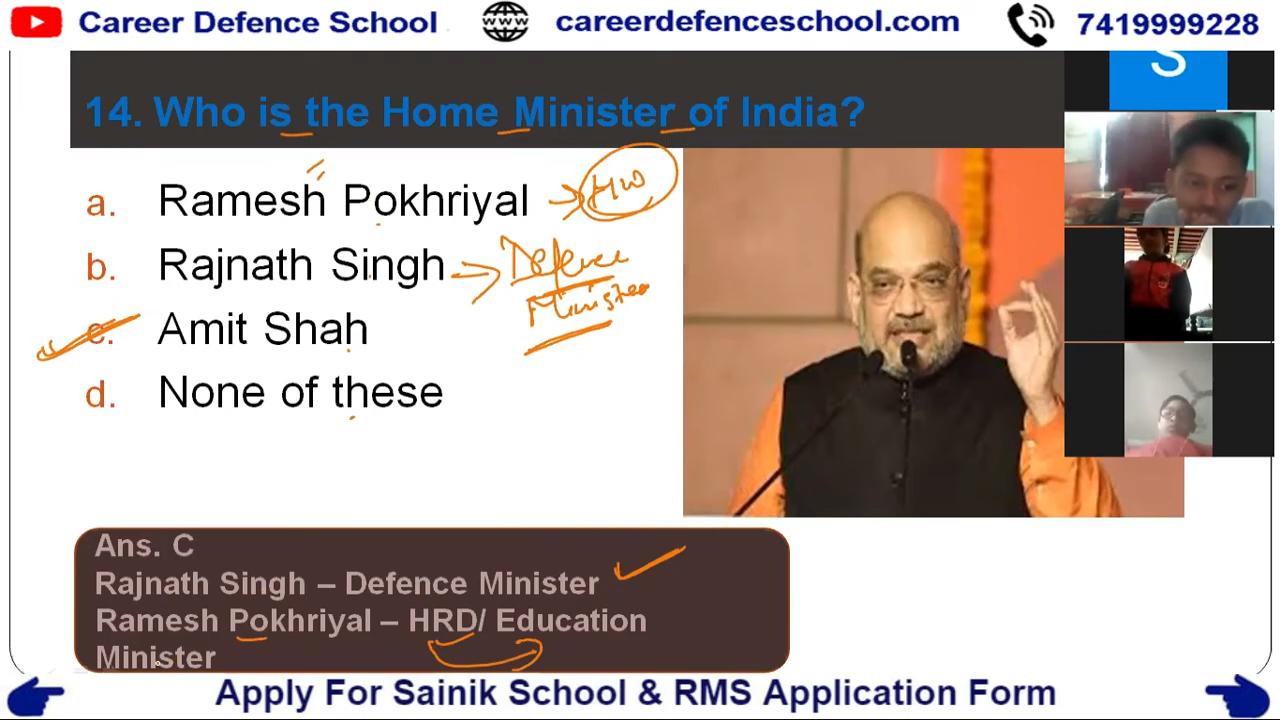 Career Defence School
careerdefenceschool.com
7419999228
14. Who is the Home Minister of India?
S
a. Ramesh Pokhriyal → HW
b. Rajnath Singh → Defence
Minister
c. Amit Shah
d. None of these
Ans. C
Rajnath Singh – Defence Minister
Ramesh Pokhriyal – HRD/ Education
Minister
Apply For Sainik School & RMS Application Form